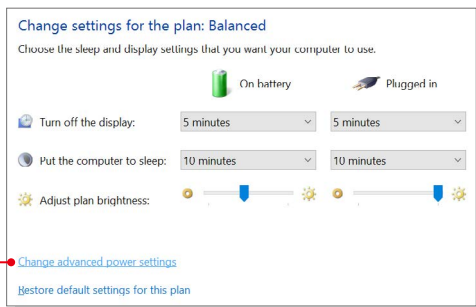 Change settings for the plan: Balanced
Choose the sleep and display settings that you want your computer to use.
On battery
Plugged in
Turn off the display:
5 minutes
5 minutes
Put the computer to sleep:
10 minutes
10 minutes
Adjust plan brightness:
Change advanced power settings
Restore default settings for this plan